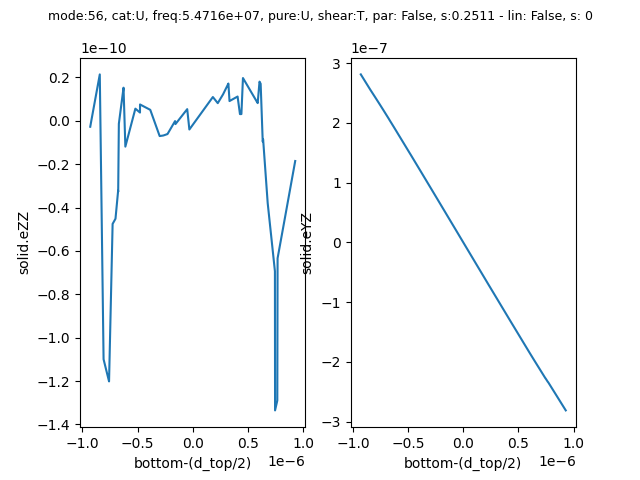 mode:56, cat:U, freq:5.4716e+07, pure:U, shear:T, par: False, s:0.2511 - lin: False, s: 0
1e−10
0.2
0.0
−0.2
−0.4
−0.6
−0.8
−1.0
−1.2
−1.4
solid.eZZ
−1.0
−0.5
0.0
0.5
1.0
bottom-(d_top/2)
1e−6
1e−7
3
2
1
0
−1
−2
−3
solid.eYZ
−1.0
−0.5
0.0
0.5
1.0
bottom-(d_top/2)
1e−6